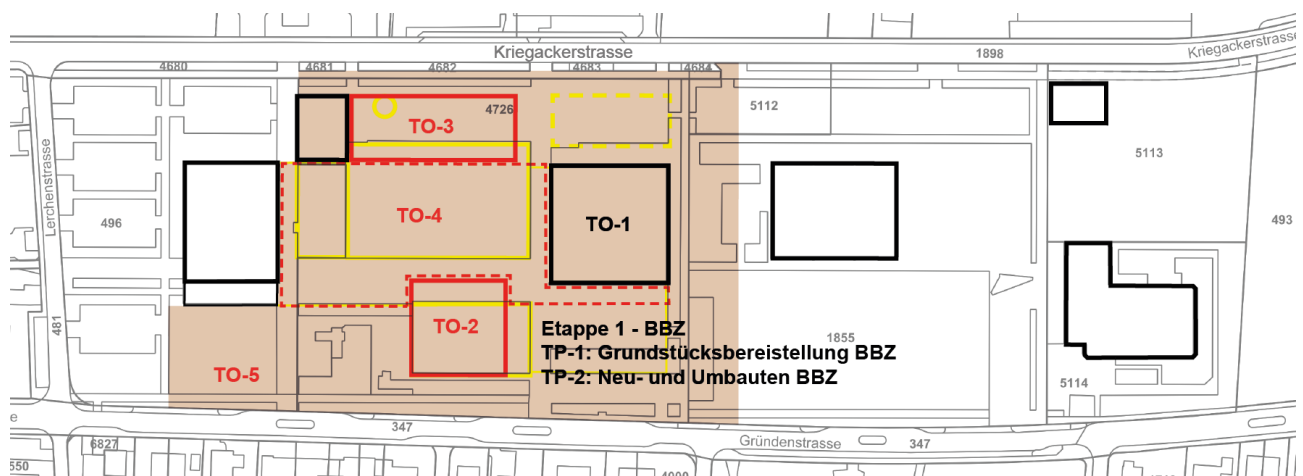 Kriegackerstrasse
1898
Kriegackerstrasse
4680
4681
4682
4683
4684
4726
5112
TO-3
5113
Lerchenstrasse
496
TO-4
TO-1
493
481
TO-2
Etappe 1 - BBZ
1855
TP-1: Grundstücksbereistellung BBZ
TO-5
TP-2: Neu- und Umbauten BBZ
5114
e
347
Gründenstrasse
347
6827
550